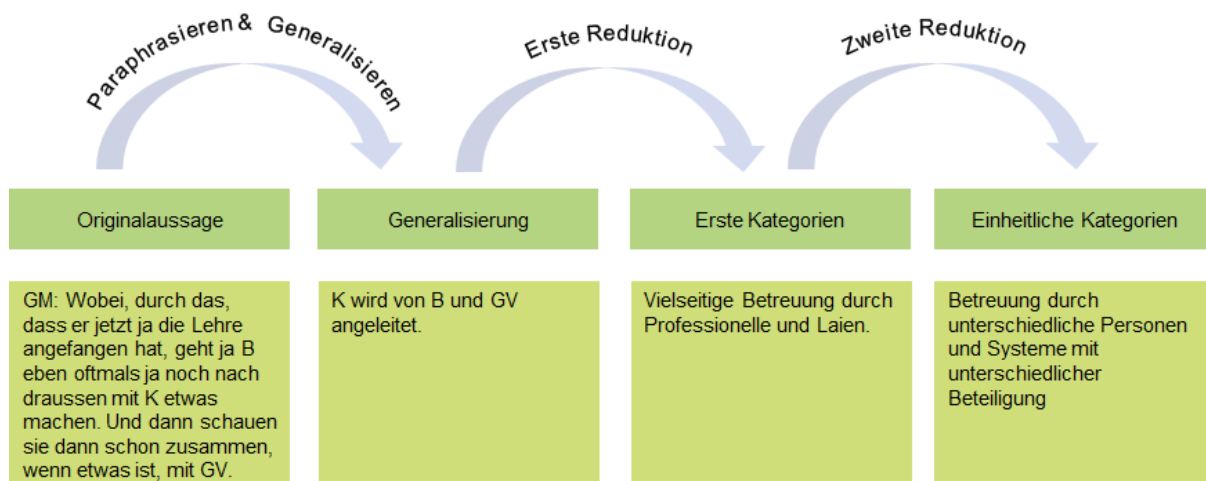 Paraphrasieren & Generalisieren
Erste Reduktion
Zweite Reduktion
Originalaussage
Generalisierung
Erste Kategorien
Einheitliche Kategorien
GM: Wobei, durch das,
dass er jetzt ja die Lehre
angefangen hat, geht ja B
eben oftmals ja noch nach
draussen mit K etwas
machen. Und dann schauen
sie dann schon zusammen,
wenn etwas ist, mit GV.
K wird von B und GV
angeleitet.
Vielseitige Betreuung durch
Professionelle und Laien.
Betreuung durch
unterschiedliche Personen
und Systeme mit
unterschiedlicher
Beteiligung